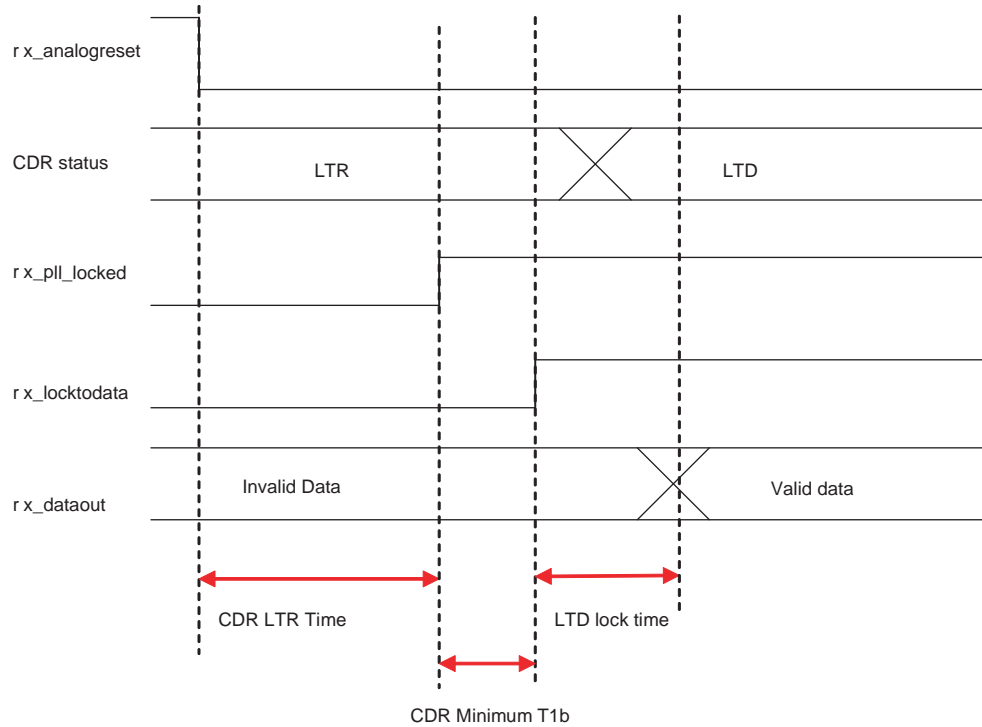 r x_analogreset
CDR status
LTR
LTD
r x_pll_locked
r x_locktodata
r x_dataout
Invalid Data
Valid data
CDR LTR Time
LTD lock time
CDR Minimum T1b